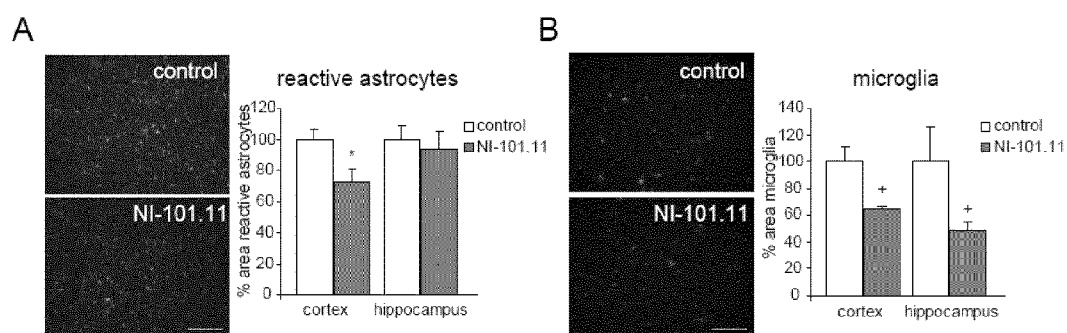 A
control
NI-101.11
reactive astrocytes
% area reactive astrocytes
120
100
80
60
40
20
0
*
cortex
hippocampus
control
NI-101.11
B
control
NI-101.11
microglia
% area microglia
140
120
100
80
60
40
20
0
+
+
cortex
hippocampus
control
NI-101.11